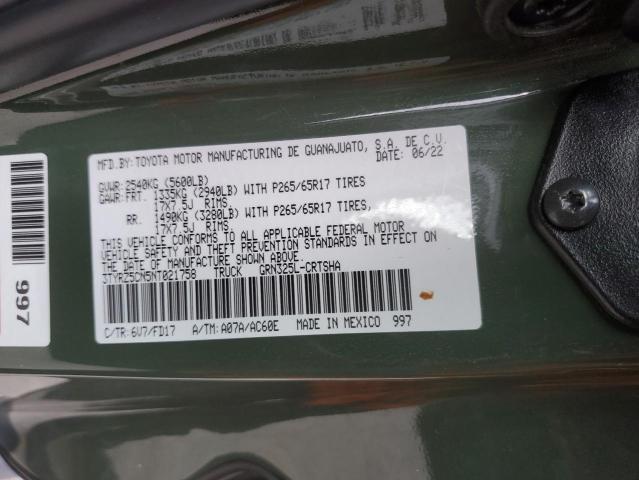 MFD.BY:TOYOTA MOTOR MANUFACTURING DE GUANAJUATO, S.A. DE C.V.
DATE: 06/22
GVWR:2540KG (5600LB)
GAWR:FRT. 1335KG (2940LB) WITH P265/65R17 TIRES
17X7.5J RIMS,
RR. 1490KG (3280LB) WITH P265/65R17 TIRES,
17X7.5J RIMS.
THIS VEHICLE CONFORMS TO ALL APPLICABLE FEDERAL MOTOR
VEHICLE SAFETY AND THEFT PREVENTION STANDARDS IN EFFECT ON
THE DATE OF MANUFACTURE SHOWN ABOVE.
3TYRZ5CN5NT021758 TRUCK GRN325L-CRTSHA
C/TR: 6V7/FD17 A/TM: A07A/AC60E MADE IN MEXICO 997
997